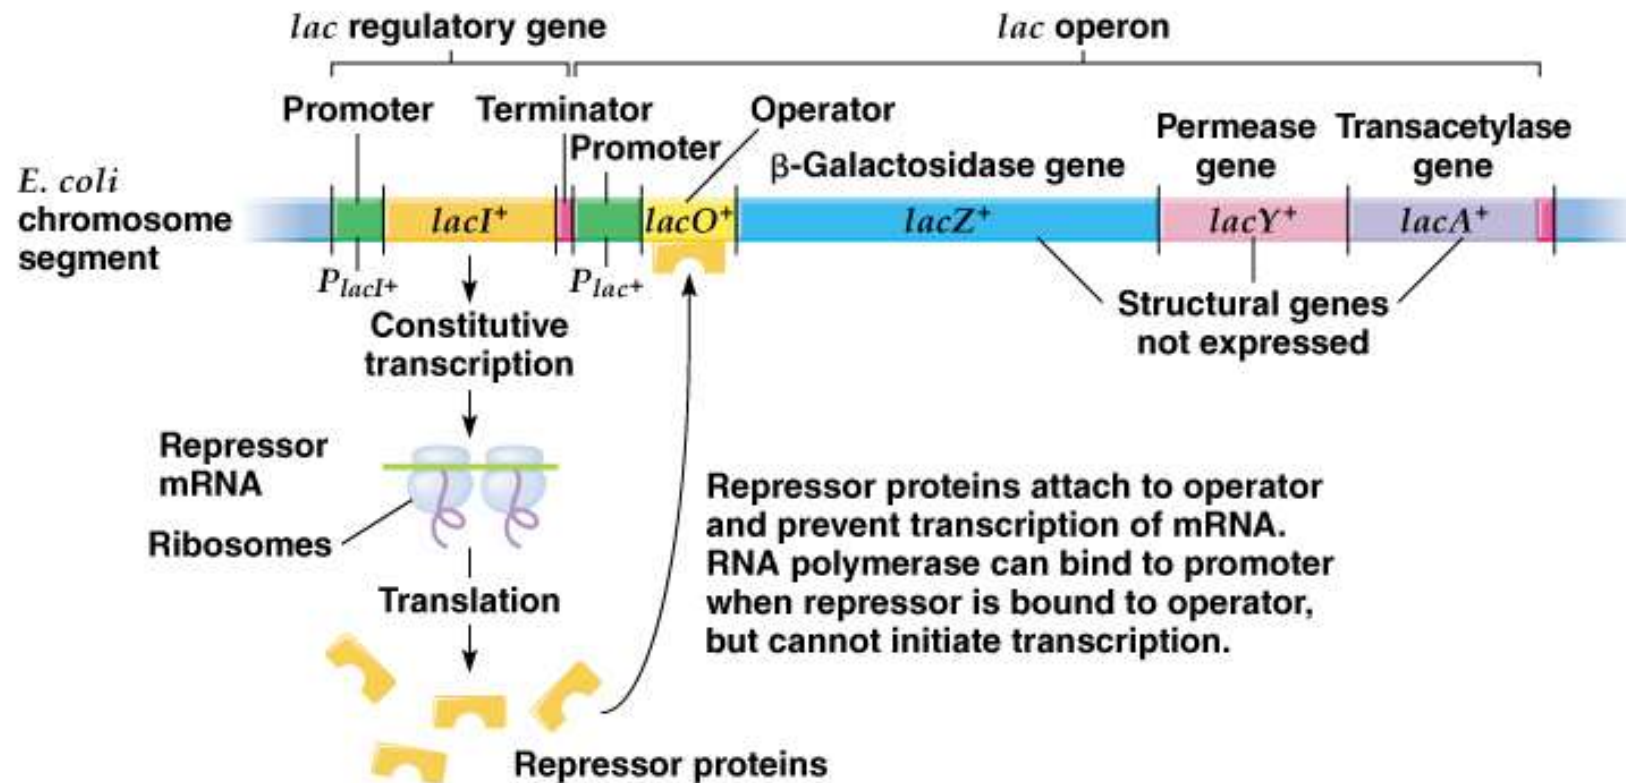 lac regulatory gene
lac operon
Promoter
Terminator
Operator
Promoter
β-Galactosidase gene
Permease
gene
Transacetylase
gene
E. coli
chromosome
segment
lacI+
lacO+
lacZ+
lacY+
lacA+
PlacI+
Plac+
Constitutive
transcription
Structural genes
not expressed
Repressor
mRNA
Ribosomes
Repressor proteins attach to operator
and prevent transcription of mRNA.
RNA polymerase can bind to promoter
when repressor is bound to operator,
but cannot initiate transcription.
Translation
Repressor proteins